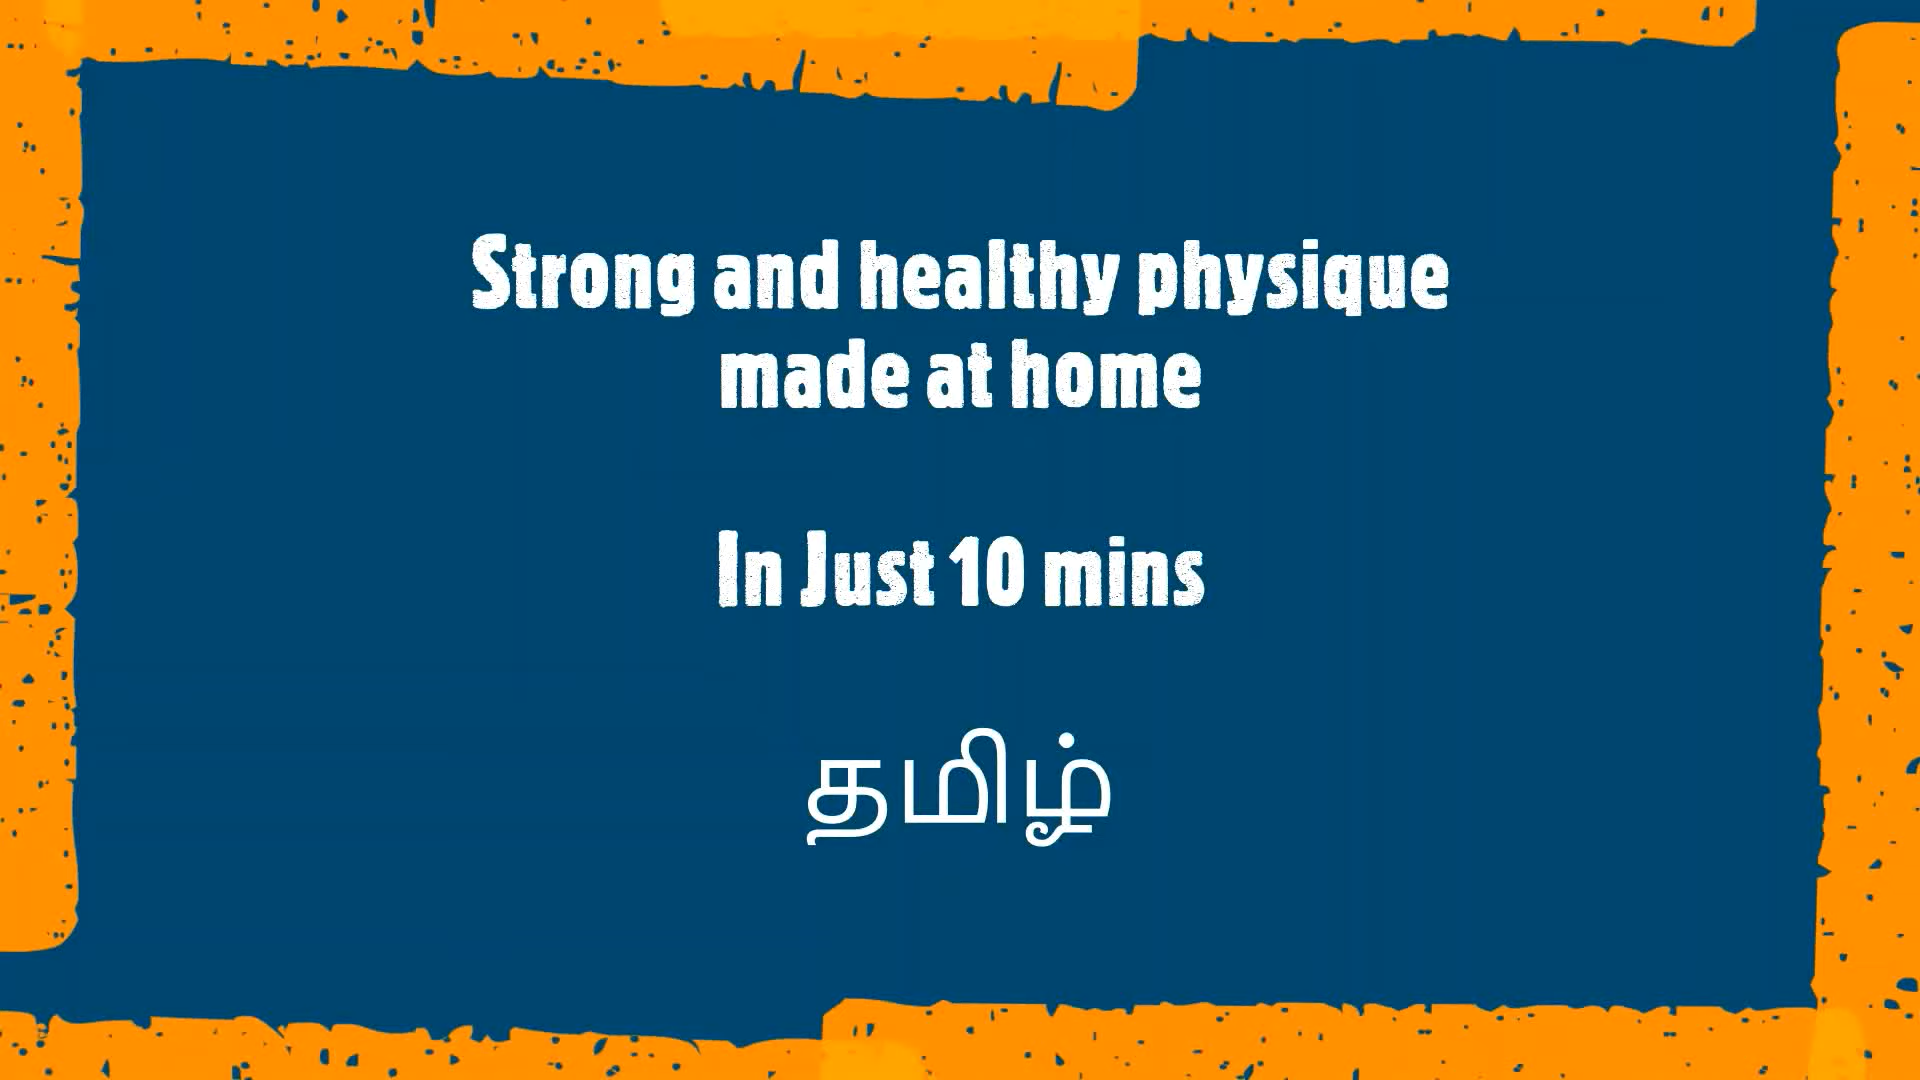 Strong and healthy physique
made at home
In Just 10 mins
தமிழ்